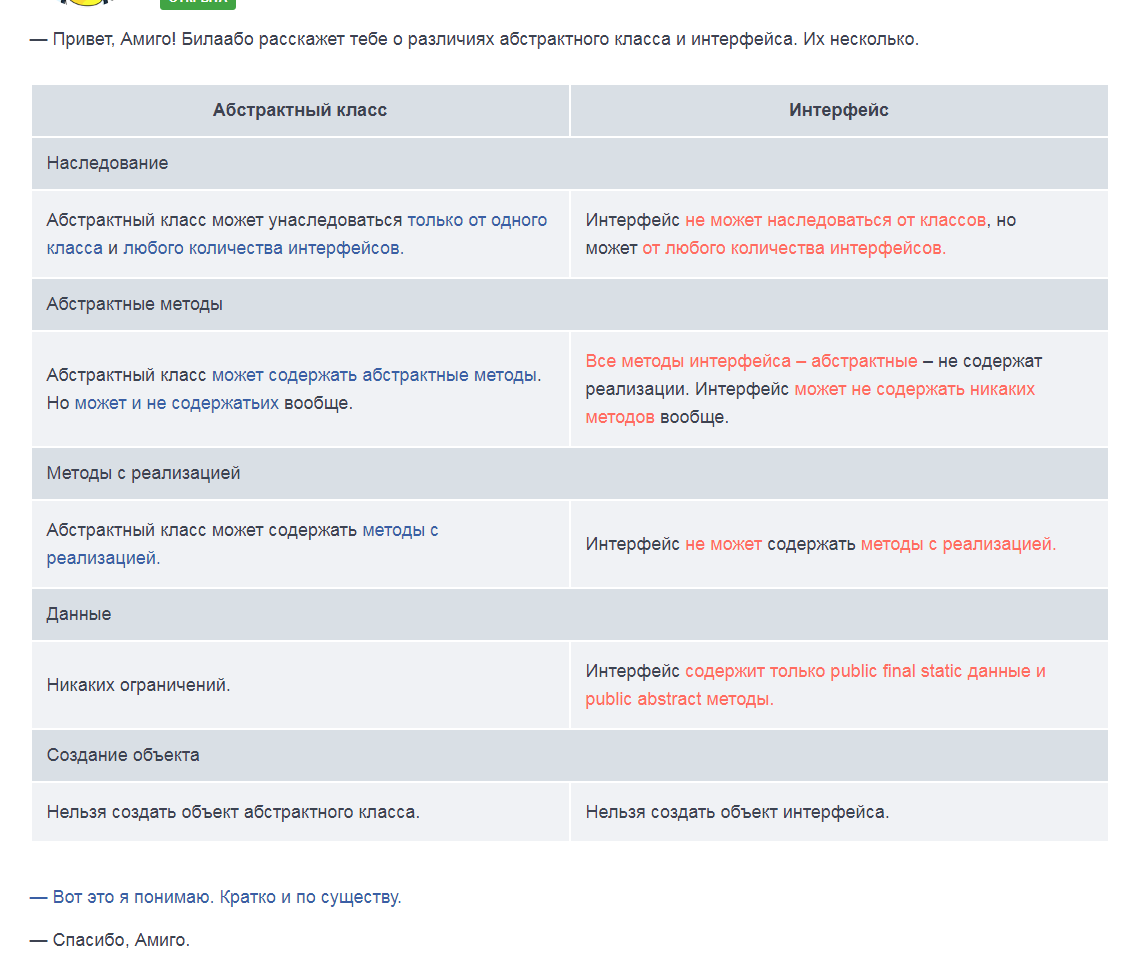 — Привет, Амиго! Билаабо расскажет тебе о различиях абстрактного класса и интерфейса. Их несколько.
Абстрактный класс
Интерфейс
Наследование
Абстрактный класс может унаследоваться только от одного
класса и любого количества интерфейсов.
Интерфейс не может наследоваться от классов, но
может от любого количества интерфейсов.
Абстрактные методы
Абстрактный класс может содержать абстрактные методы.
Но может и не содержатьих вообще.
Все методы интерфейса – абстрактные – не содержат
реализации. Интерфейс может не содержать никаких
методов вообще.
Методы с реализацией
Абстрактный класс может содержать методы с
реализацией.
Интерфейс не может содержать методы с реализацией.
Данные
Никаких ограничений.
Интерфейс содержит только public final static данные и
public abstract методы.
Создание объекта
Нельзя создать объект абстрактного класса.
Нельзя создать объект интерфейса.
— Вот это я понимаю. Кратко и по существу.
— Спасибо, Амиго.